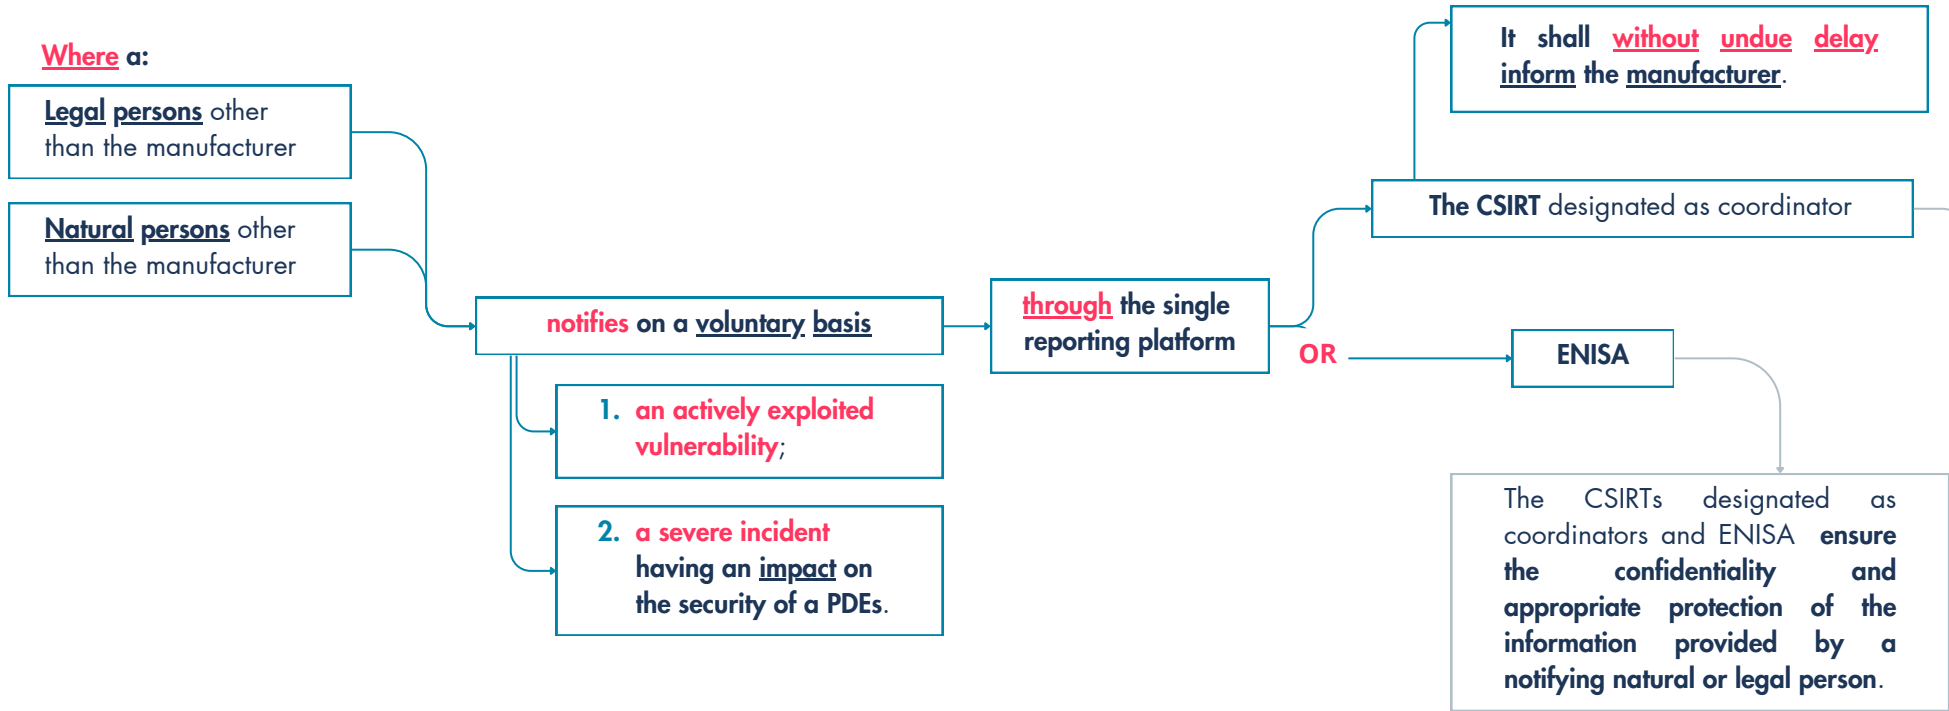 Where a:
Legal persons other
than the manufacturer
Natural persons other
than the manufacturer
notifies on a voluntary basis
1. an actively exploited
vulnerability;
2. a severe incident
having an impact on
the security of a PDEs.
through the single
reporting platform
It shall without undue delay
inform the manufacturer.
The CSIRT designated as coordinator
OR
ENISA
The CSIRTs designated as
coordinators and ENISA ensure
the confidentiality and
appropriate protection of the
information provided by a
notifying natural or legal person.